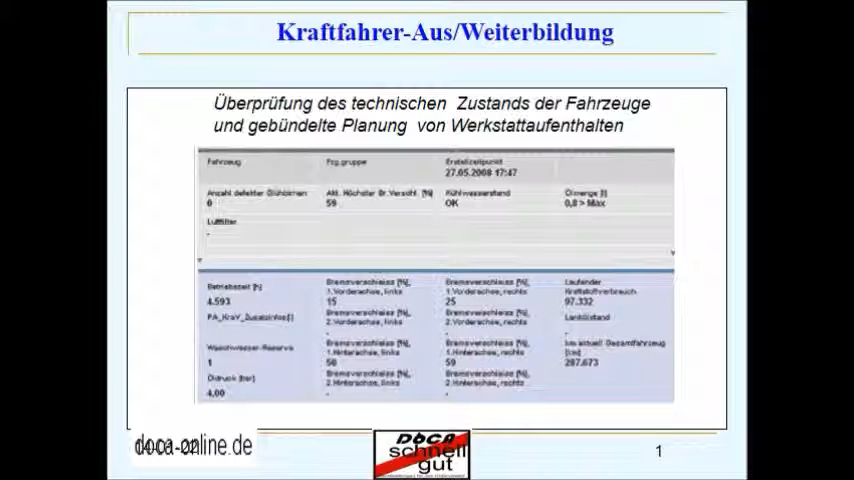 Kraftfahrer-Aus/Weiterbildung
Überprüfung des technischen Zustands der Fahrzeuge
und gebündelte Planung von Werkstattaufenthalten
Fahrzeug Fzg.gruppe Erstellzeitpunkt
27.05.2008 17:47
Anzahl defekter Glühbirnen Akt. Höchster Br.Verschl. [%] Kühlwasserstand Ölmenge [l]
0 59 OK 0,8 > Max
Luftfilter
-
Betriebszeit [h] Bremsverschleiss [%], Bremsverschleiss [%], Laufender
1.Vorderachse, links 1.Vorderachse, rechts Kraftstoffverbrauch
4.593 15 25 97.332
PA_KraY_Zusatzinfos[] Bremsverschleiss [%], Bremsverschleiss [%],
2.Vorderachse, links 2.Vorderachse, rechts
- - -
Waschwasser-Reserve Bremsverschleiss [%], Bremsverschleiss [%], km aktuell Gesamtfahrzeug
1.Hinterachse, links 1.Hinterachse, rechts [km]
1 59 287.673
Öldruck [bar] Bremsverschleiss [%], Bremsverschleiss [%],
2.Hinterachse, links 2.Hinterachse, rechts
4,00 - -
doca-online.de
DOCA
schnell
gut
1